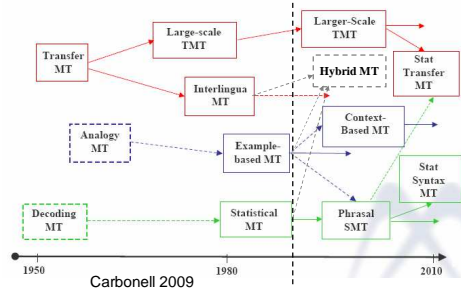 Large-scale
TMT
Larger-Scale
TMT
Transfer
MT
Hybrid MT
Stat
Transfer
MT
Interlingua
MT
Analogy
MT
Example-
based MT
Context-
Based MT
Stat
Syntax
MT
Decoding
MT
Statistical
MT
Phrasal
SMT
1950
1980
2010
Carbonell 2009